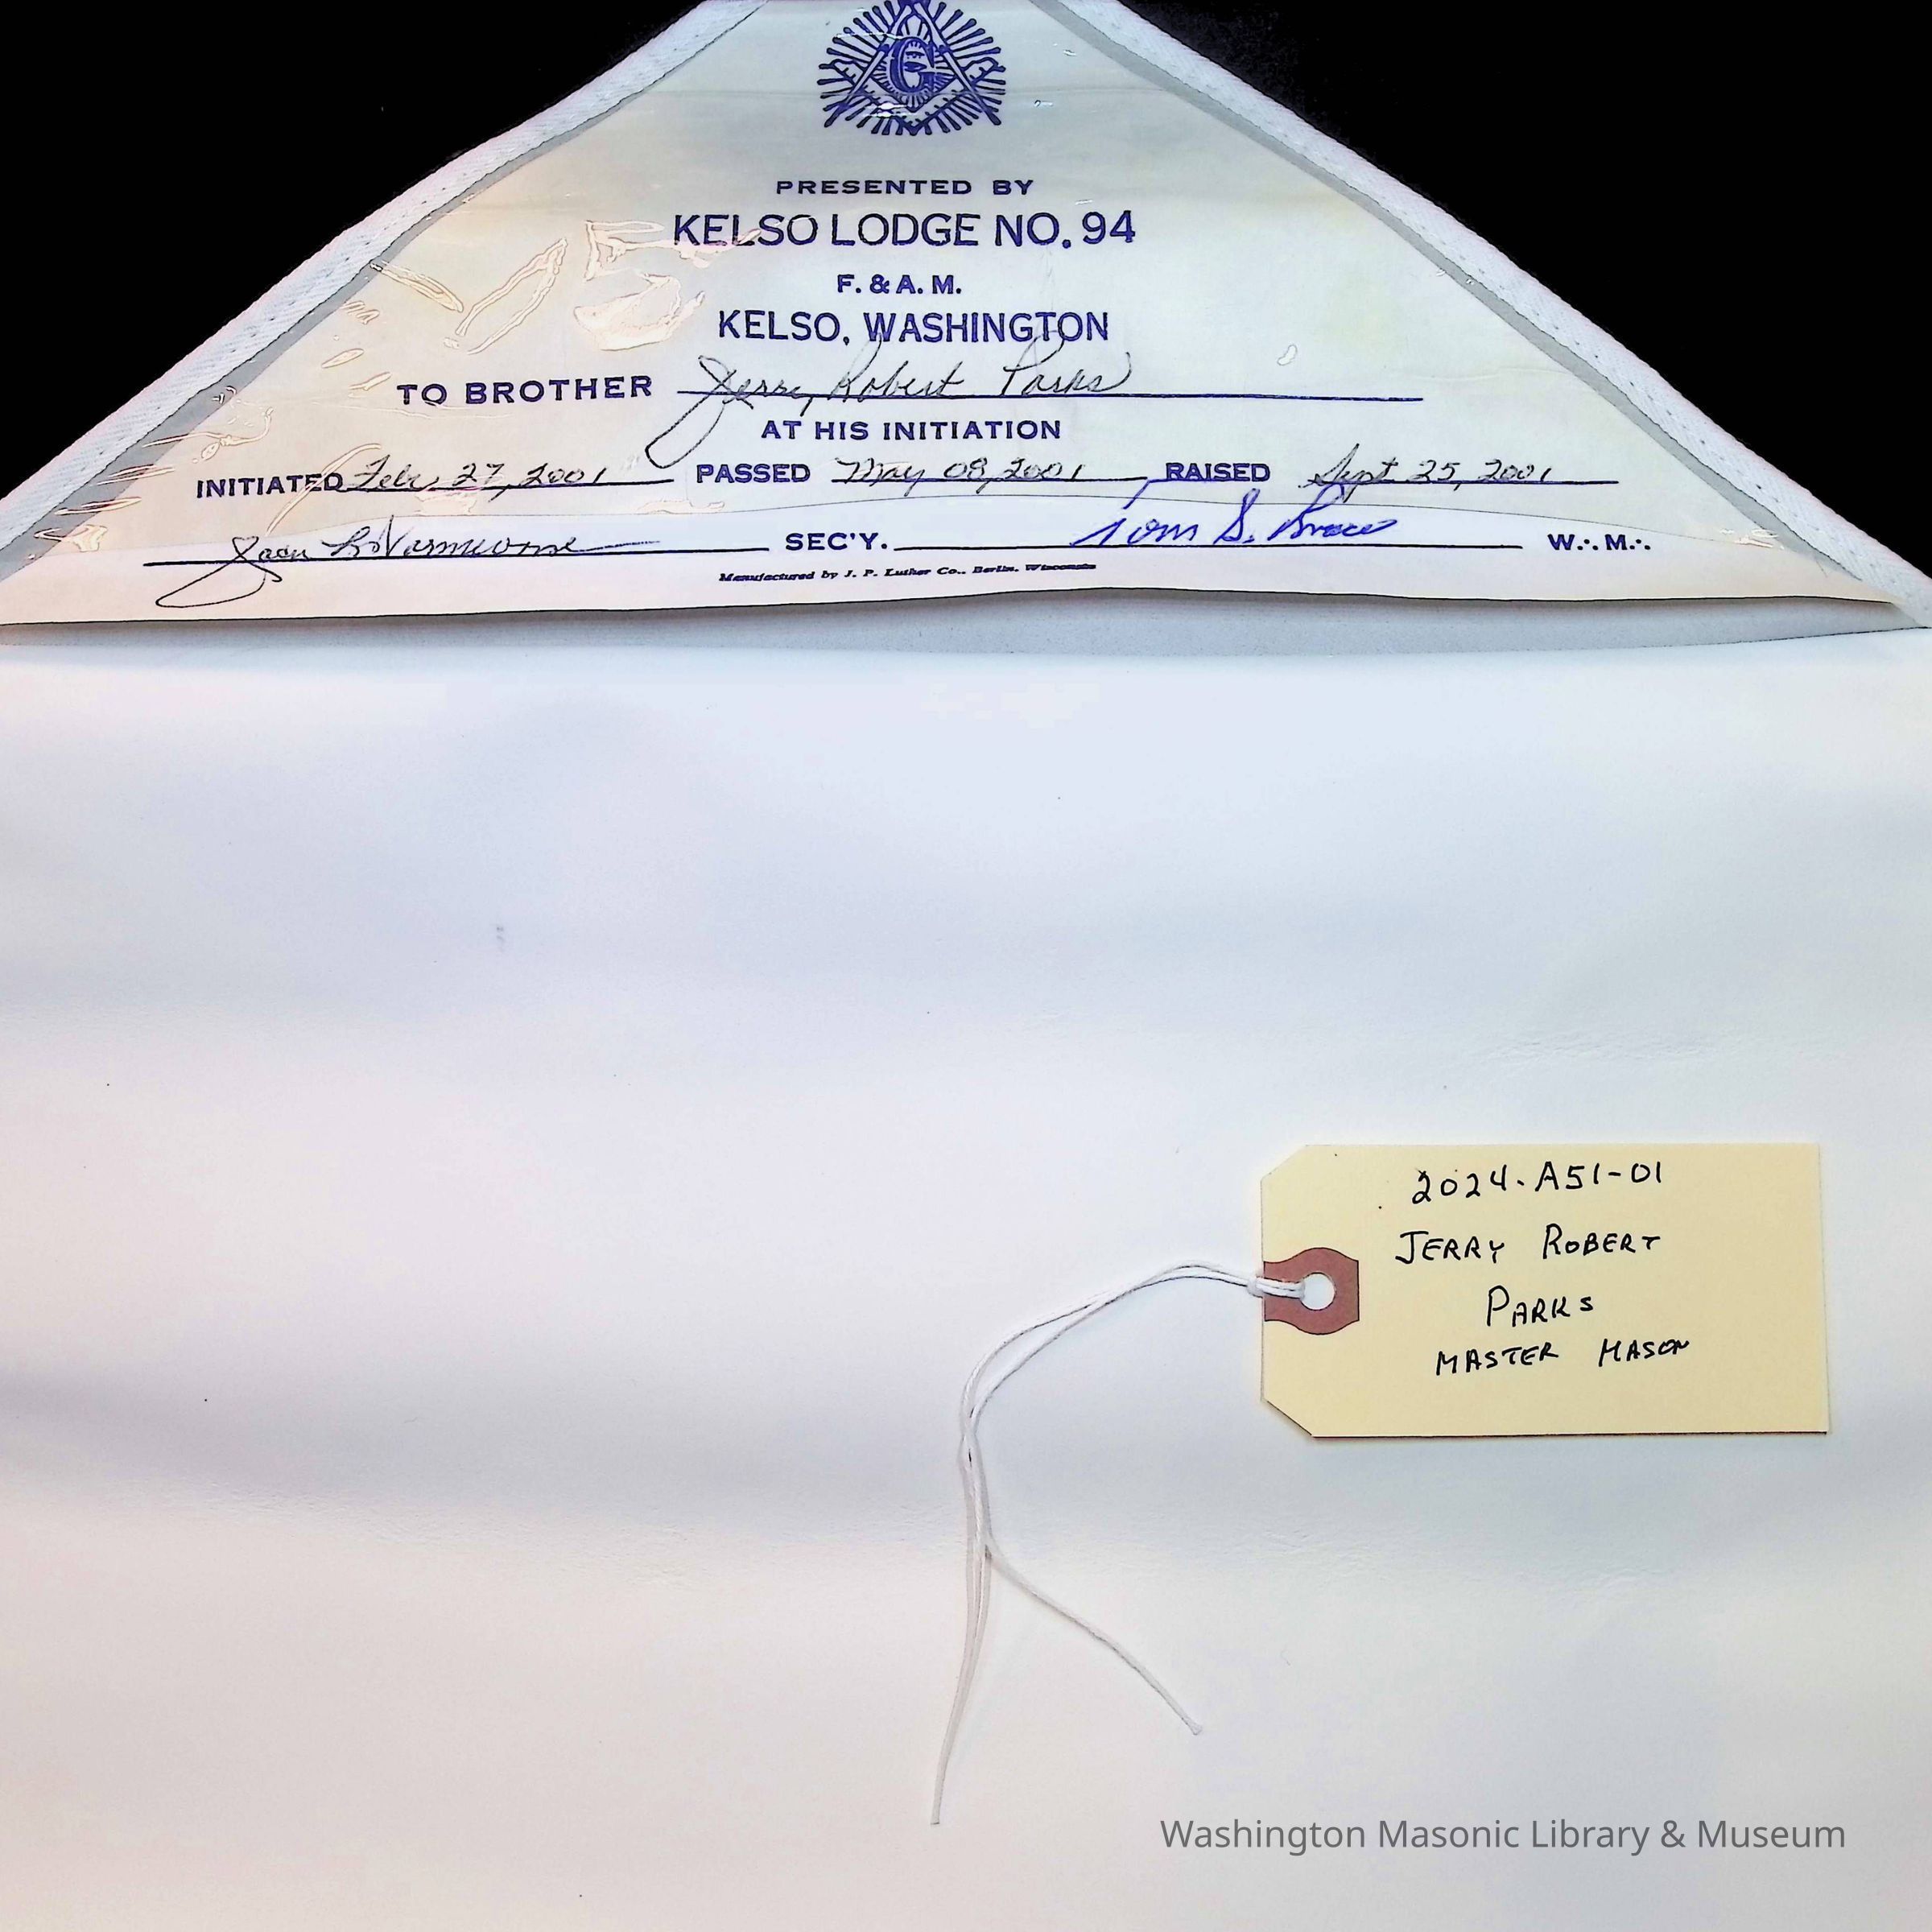 G
PRESENTED BY
KELSO LODGE NO. 94
F. & A. M.
KELSO, WASHINGTON
TO BROTHER Jerry Robert Parks
AT HIS INITIATION
INITIATED Feb. 27, 2001 PASSED May 08, 2001 RAISED Sept 25, 2001
SEC'Y. Tom S. W.∴ M.∴
Manufactured by J. P. Luther Co., Berlin, Wisconsin
2024-A51-01
JERRY ROBERT
PARKS
MASTER MASON
Washington Masonic Library & Museum